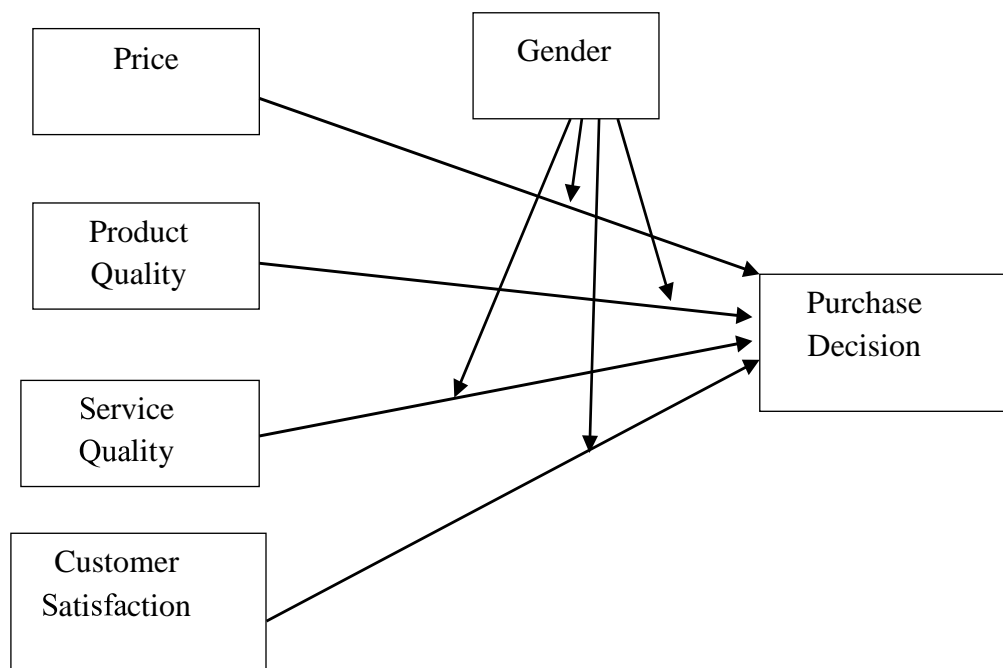 Price
Gender
Product
Quality
Purchase
Decision
Service
Quality
Customer
Satisfaction